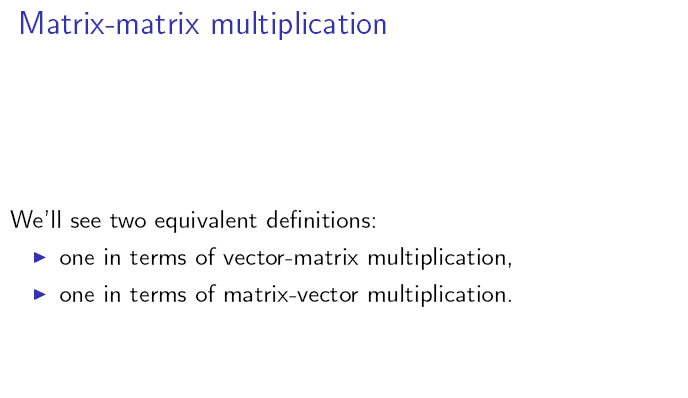 Matrix-matrix multiplication
We'll see two equivalent definitions:
▶ one in terms of vector-matrix multiplication,
▶ one in terms of matrix-vector multiplication.